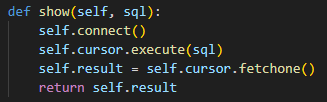 def show(self, sql):
    self.connect()
    self.cursor.execute(sql)
    self.result = self.cursor.fetchone()
    return self.result